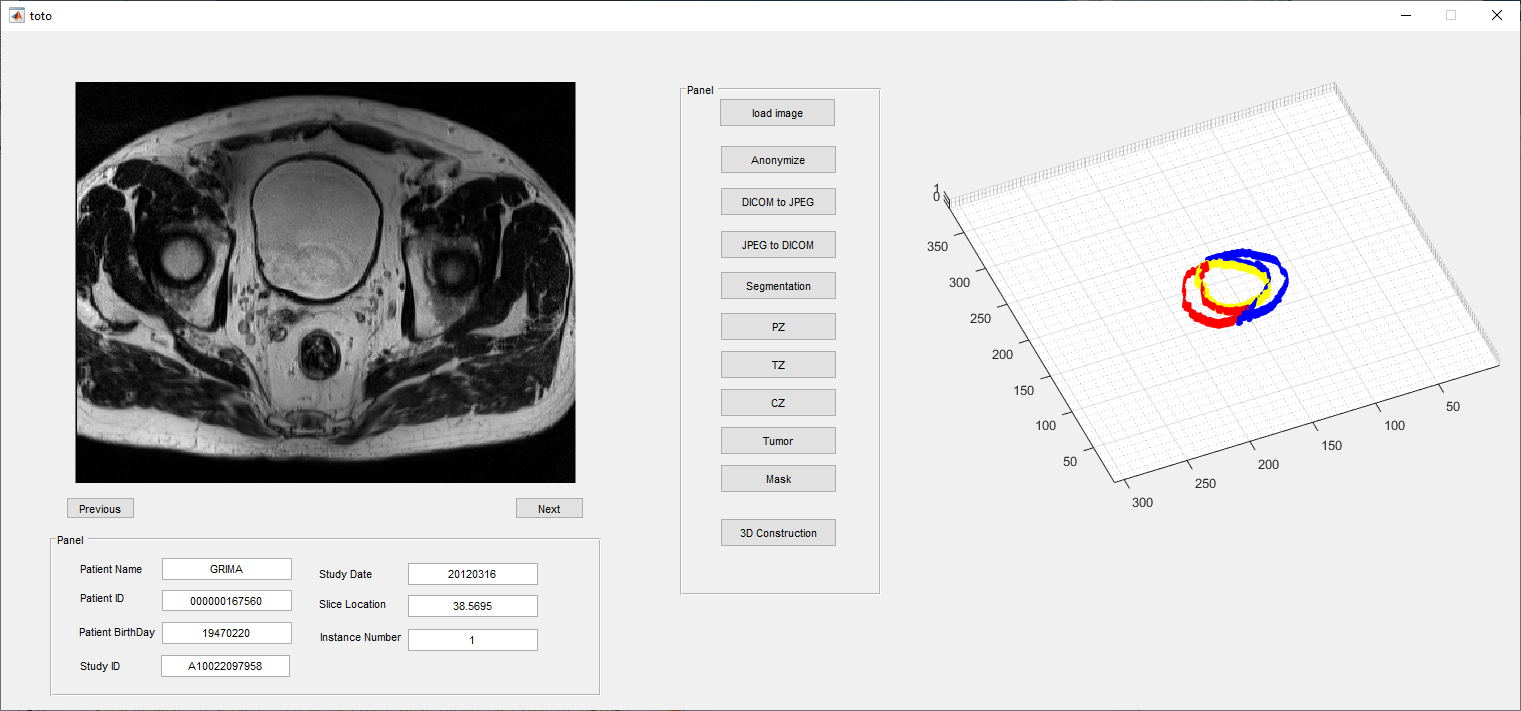 toto
Panel
load image
Anonymize
DICOM to JPEG
JPEG to DICOM
Segmentation
PZ
TZ
CZ
Tumor
Mask
3D Construction
1
0
350
300
250
200
150
100
50
300
250
200
150
100
50
Previous
Next
Panel
Patient Name GRIMA
Patient ID 000000167560
Patient BirthDay 19470220
Study ID A10022097958
Study Date 20120316
Slice Location 38.5695
Instance Number 1